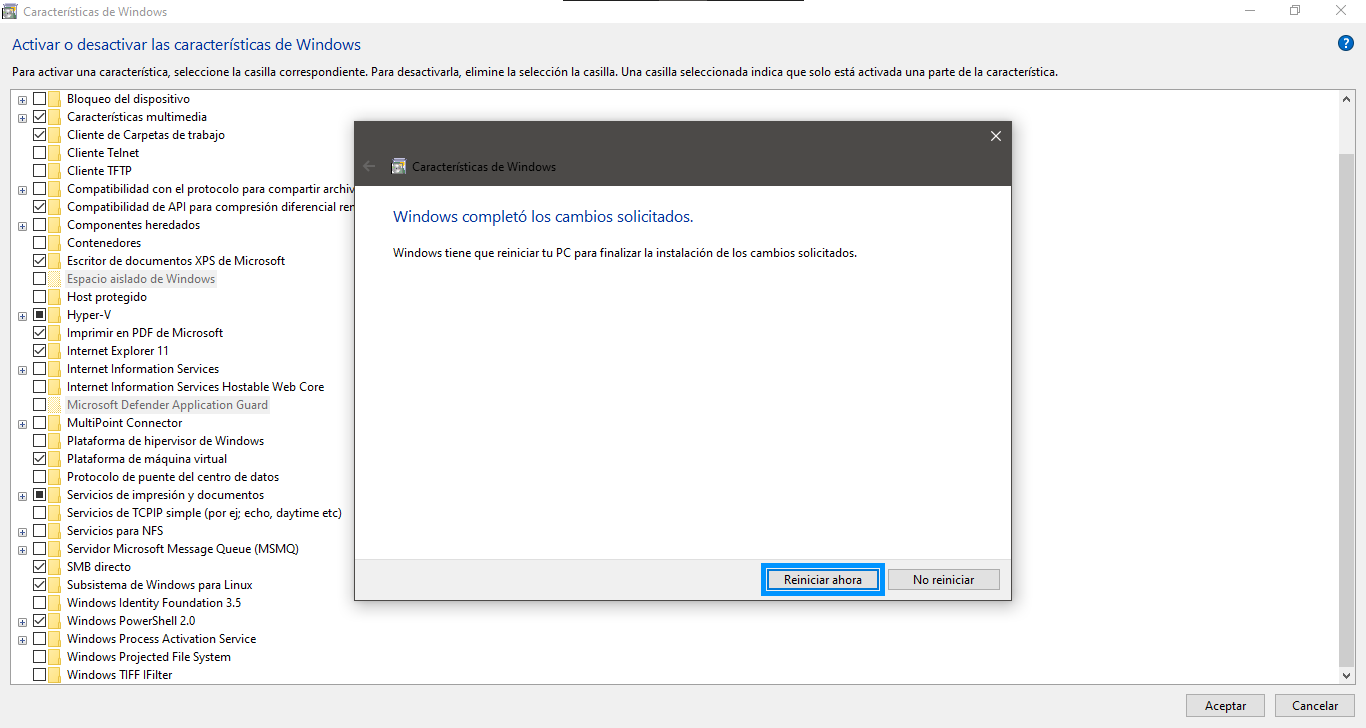 Características de Windows
Activar o desactivar las características de Windows
?
Para activar una característica, seleccione la casilla correspondiente. Para desactivarla, elimine la selección la casilla. Una casilla seleccionada indica que solo está activada una parte de la característica.
Bloqueo del dispositivo
Características multimedia
Cliente de Carpetas de trabajo
Cliente Telnet
Cliente TFTP
Compatibilidad con el protocolo para compartir archiv
Compatibilidad de API para compresión diferencial rer
Componentes heredados
Contenedores
Escritor de documentos XPS de Microsoft
Espacio aislado de Windows
Host protegido
Hyper-V
Imprimir en PDF de Microsoft
Internet Explorer 11
Internet Information Services
Internet Information Services Hostable Web Core
Microsoft Defender Application Guard
MultiPoint Connector
Plataforma de hipervisor de Windows
Plataforma de máquina virtual
Protocolo de puente del centro de datos
Servicios de impresión y documentos
Servicios de TCPIP simple (por ej; echo, daytime etc)
Servicios para NFS
Servidor Microsoft Message Queue (MSMQ)
SMB directo
Subsistema de Windows para Linux
Windows Identity Foundation 3.5
Windows PowerShell 2.0
Windows Process Activation Service
Windows Projected File System
Windows TIFF IFilter
Características de Windows
Windows completó los cambios solicitados.
Windows tiene que reiniciar tu PC para finalizar la instalación de los cambios solicitados.
Reiniciar ahora
No reiniciar
Aceptar
Cancelar